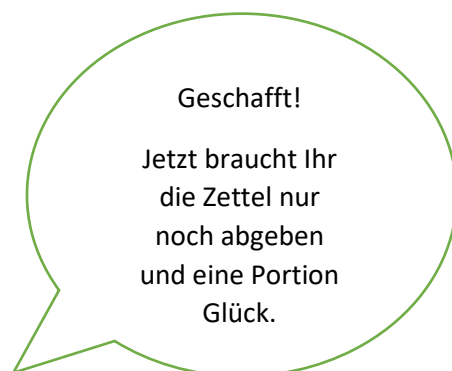 Geschafft!
Jetzt braucht Ihr
die Zettel nur
noch abgeben
und eine Portion
Glück.